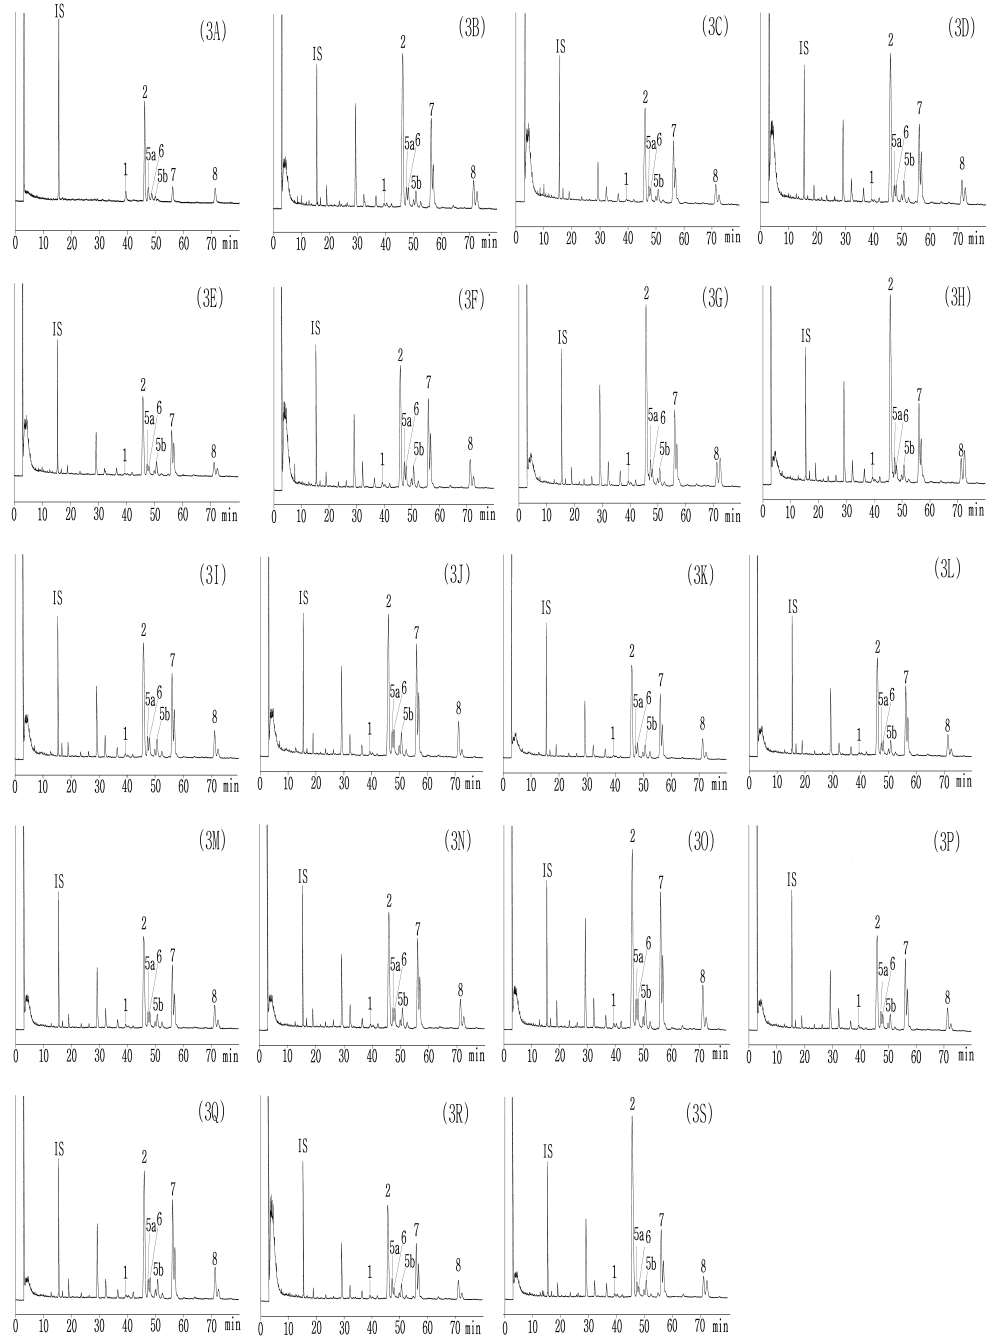 (3A) IS 1 2 5a 6 5b 7 8
0 10 20 30 40 50 60 70 min
(3B) IS 1 2 5a 6 5b 7 8
0 10 20 30 40 50 60 70 min
(3C) IS 1 2 5a 6 5b 7 8
0 10 20 30 40 50 60 70 min
(3D) IS 1 2 5a 6 5b 7 8
0 10 20 30 40 50 60 70 min
(3E) IS 1 2 5a 6 5b 7 8
0 10 20 30 40 50 60 70 min
(3F) IS 1 2 5a 6 5b 7 8
0 10 20 30 40 50 60 70 min
(3G) IS 1 2 5a 6 5b 7 8
0 10 20 30 40 50 60 70 min
(3H) IS 1 2 5a 6 5b 7 8
0 10 20 30 40 50 60 70 min
(3I) IS 1 2 5a 6 5b 7 8
0 10 20 30 40 50 60 70 min
(3J) IS 1 2 5a 6 5b 7 8
0 10 20 30 40 50 60 70 min
(3K) IS 1 2 5a 6 5b 7 8
0 10 20 30 40 50 60 70 min
(3L) IS 1 2 5a 6 5b 7 8
0 10 20 30 40 50 60 70 min
(3M) IS 1 2 5a 6 5b 7 8
0 10 20 30 40 50 60 70 min
(3N) IS 1 2 5a 6 5b 7 8
0 10 20 30 40 50 60 70 min
(3O) IS 1 2 5a 6 5b 7 8
0 10 20 30 40 50 60 70 min
(3P) IS 1 2 5a 6 5b 7 8
0 10 20 30 40 50 60 70 min
(3Q) IS 1 2 5a 6 5b 7 8
0 10 20 30 40 50 60 70 min
(3R) IS 1 2 5a 6 5b 7 8
0 10 20 30 40 50 60 70 min
(3S) IS 1 2 5a 6 5b 7 8
0 10 20 30 40 50 60 70 min